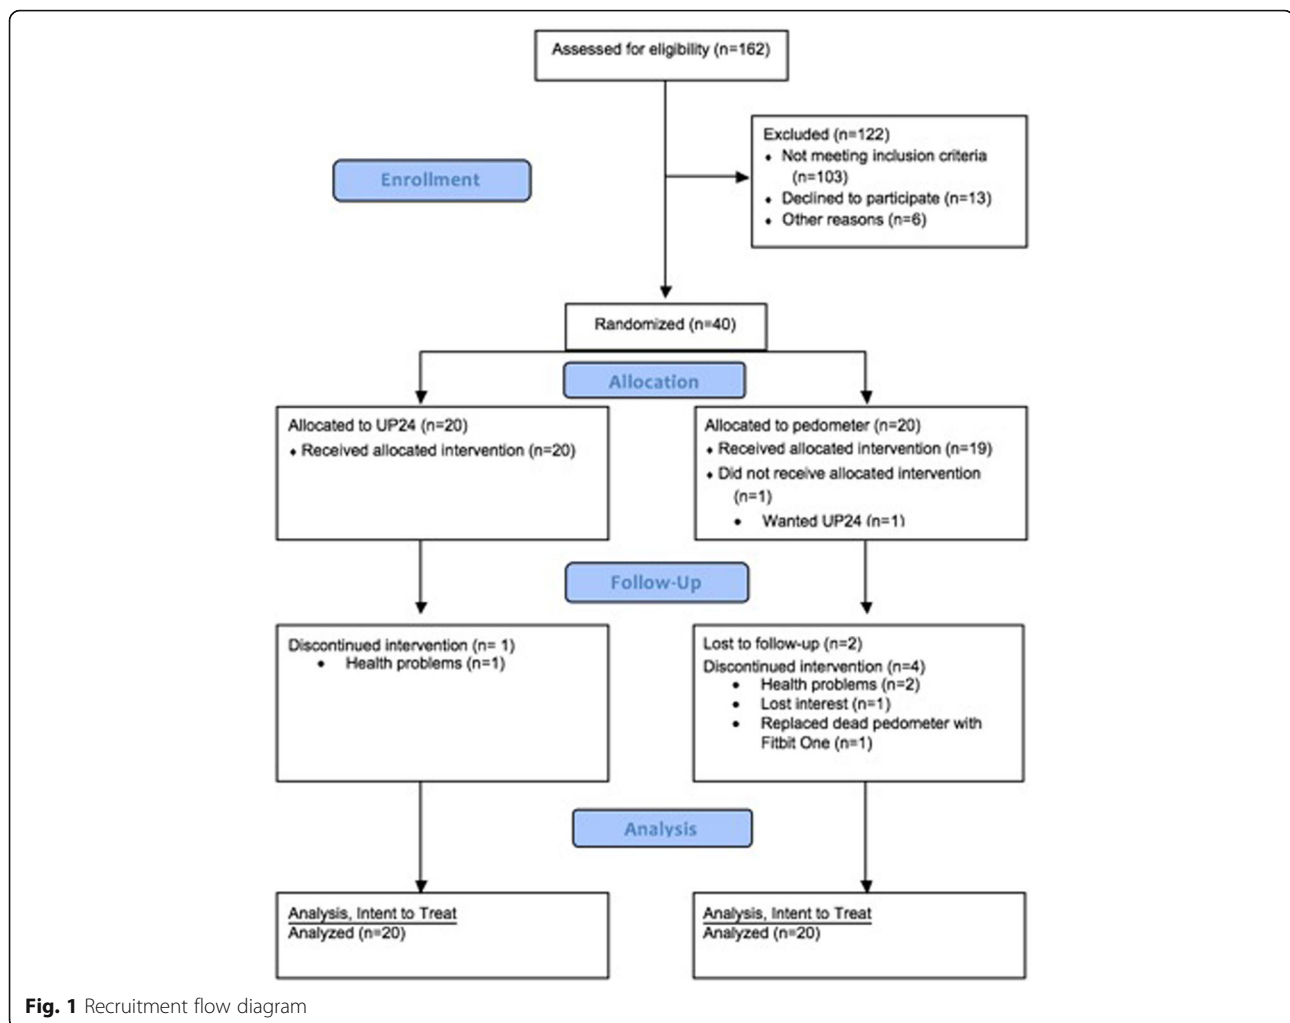 Assessed for eligibility (n=162)
Excluded (n=122)
⬧ Not meeting inclusion criteria
(n=103)
⬧ Declined to participate (n=13)
⬧ Other reasons (n=6)
Enrollment
Randomized (n=40)
Allocation
Allocated to UP24 (n=20)
⬧ Received allocated intervention (n=20)
Allocated to pedometer (n=20)
⬧ Received allocated intervention (n=19)
⬧ Did not receive allocated intervention
(n=1)
• Wanted UP24 (n=1)
Follow-Up
Discontinued intervention (n= 1)
• Health problems (n=1)
Lost to follow-up (n=2)
Discontinued intervention (n=4)
• Health problems (n=2)
• Lost interest (n=1)
• Replaced dead pedometer with
Fitbit One (n=1)
Analysis
Analysis, Intent to Treat
Analyzed (n=20)
Analysis, Intent to Treat
Analyzed (n=20)
Fig. 1 Recruitment flow diagram